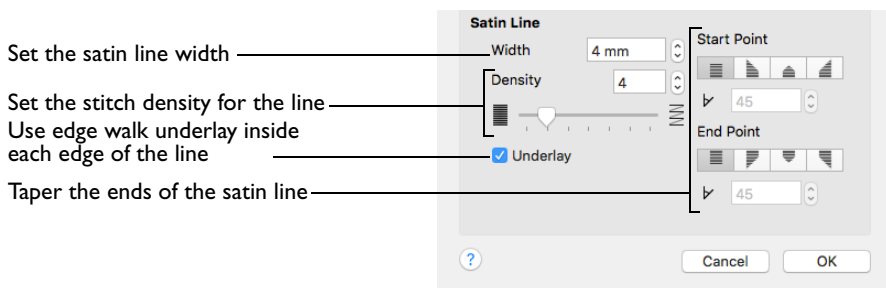 Set the satin line width
Set the stitch density for the line
Use edge walk underlay inside
each edge of the line
Taper the ends of the satin line
Satin Line
Width 4 mm
Density 4
Underlay
Start Point
45
End Point
45
?
Cancel OK